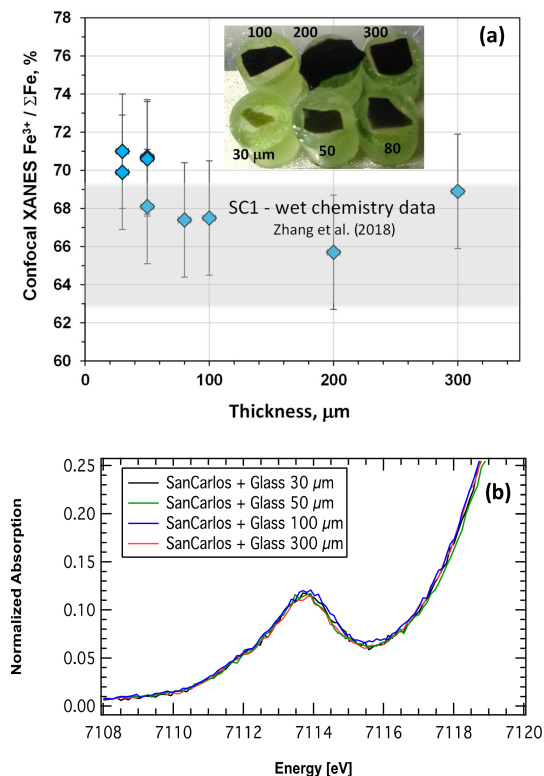 78
76
74
72
70
68
66
64
62
60
Confocal XANES Fe³⁺ / ΣFe, %
(a)
100 200 300
30 µm 50 80
SC1 - wet chemistry data
Zhang et al. (2018)
0 100 200 300
Thickness, µm
0.25
0.20
0.15
0.10
0.05
0.00
Normalized Absorption
SanCarlos + Glass 30 µm
SanCarlos + Glass 50 µm
SanCarlos + Glass 100 µm
SanCarlos + Glass 300 µm
(b)
7108 7110 7112 7114 7116 7118 7120
Energy [eV]